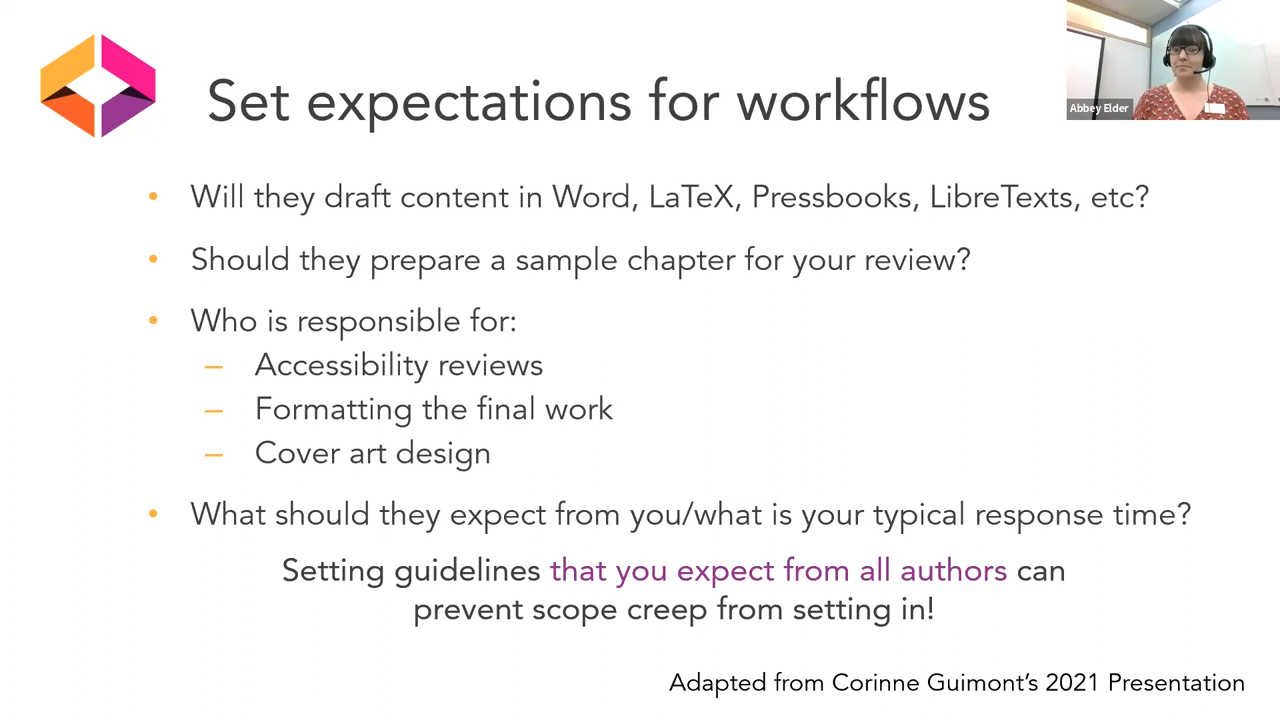 Set expectations for workflows
Abbey Elder
• Will they draft content in Word, LaTeX, Pressbooks, LibreTexts, etc?
• Should they prepare a sample chapter for your review?
• Who is responsible for:
– Accessibility reviews
– Formatting the final work
– Cover art design
• What should they expect from you/what is your typical response time?
Setting guidelines that you expect from all authors can
prevent scope creep from setting in!
Adapted from Corinne Guimont's 2021 Presentation